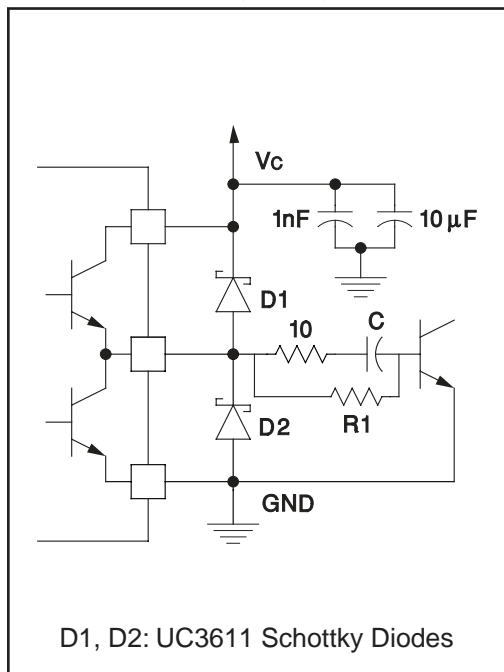 Vc
1nF
10 μF
D1
10
C
D2
R1
GND
D1, D2: UC3611 Schottky Diodes